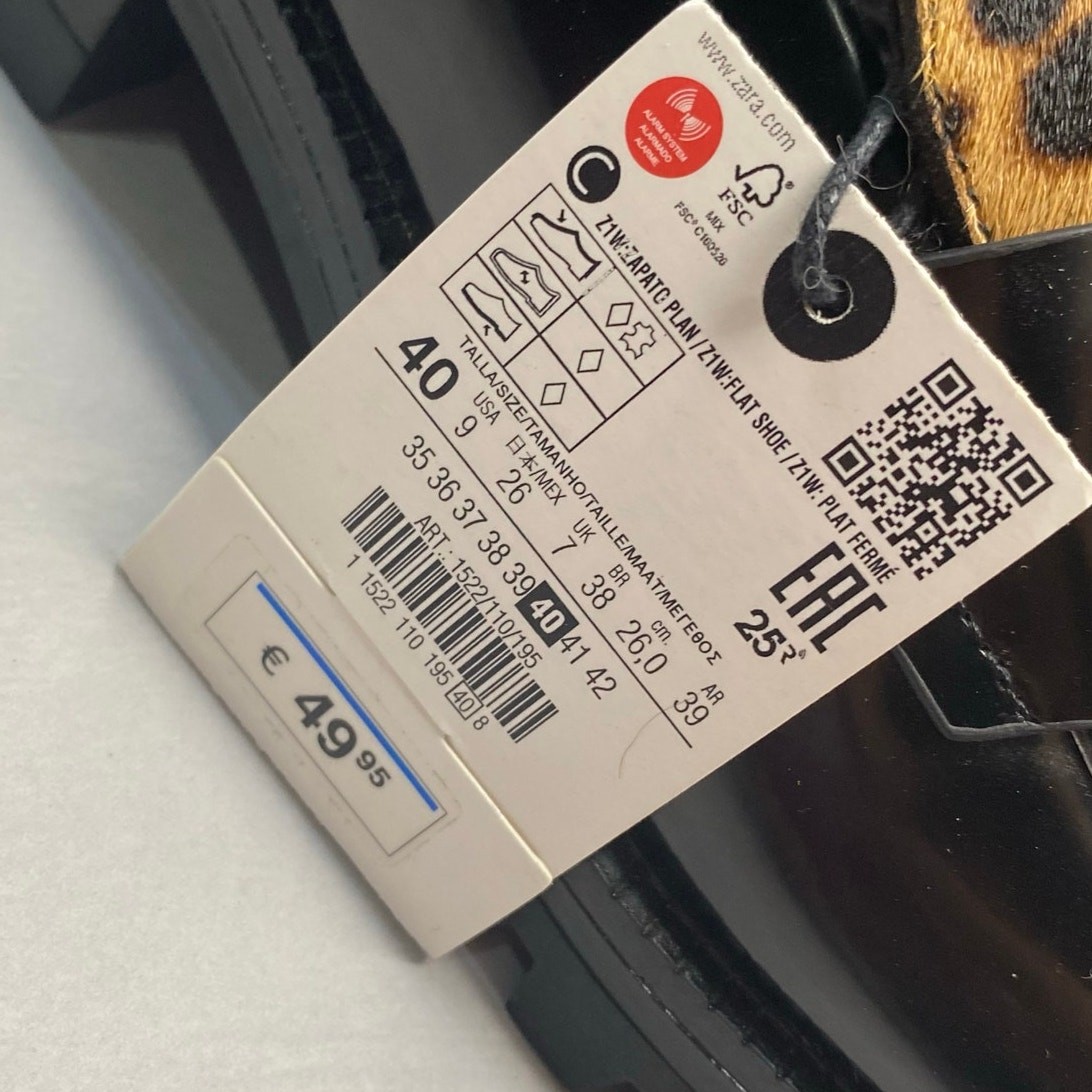 www.zara.com
ALARM SYSTEM
ALARMADO
ALARME
FSC®
MIX
FSC® C160526
C
Z1W:ZAPATO PLAN / Z1W:FLAT SHOE / Z1W: PLAT FERMÉ
EAC
TALLA/SIZE/TAMANHO/TAILLE/MAAT/ΜΕΓΕΘΟΣ
USA 日本/MEX UK BR cm. AR
40 9 26 7 38 26,0 39
35 36 37 38 39 40 41 42
ART.: 1522/110/195
1 1522 110 195 40 8
€ 49 95